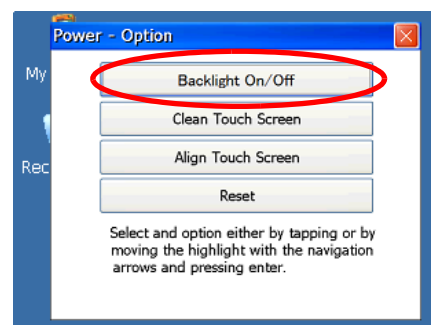 Power - Option
My
Backlight On/Off
Clean Touch Screen
Rec
Align Touch Screen
Reset
Select and option either by tapping or by
moving the highlight with the navigation
arrows and pressing enter.